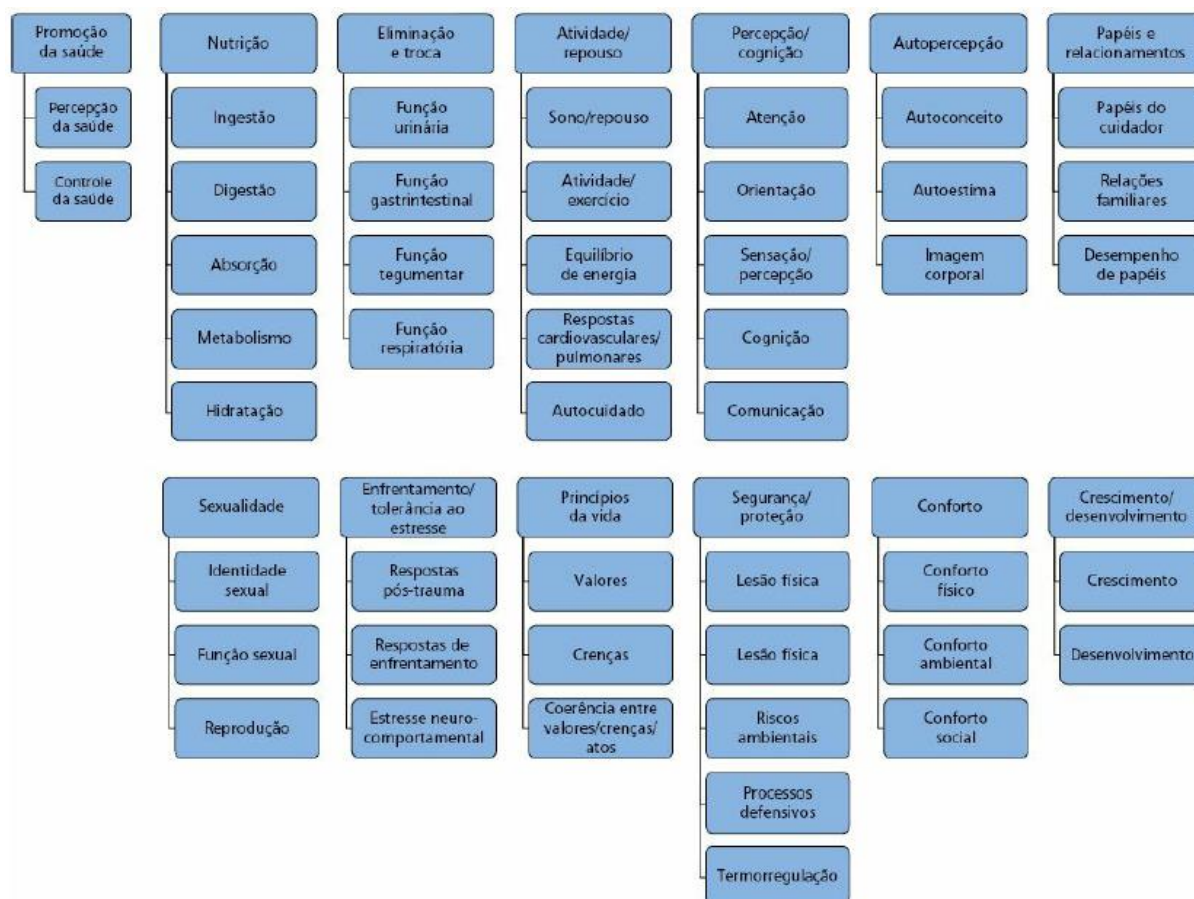 Promoção
da saúde
Percepção
da saúde
Controle
da saúde
Nutrição
Ingestão
Digestão
Absorção
Metabolismo
Hidratação
Eliminação
e troca
Função
urinária
Função
gastrintestinal
Função
tegumentar
Função
respiratória
Atividade/
repouso
Sono/repouso
Atividade/
exercício
Equilíbrio
de energia
Respostas
cardiovasculares/
pulmonares
Autocuidado
Percepção/
cognição
Atenção
Orientação
Sensação/
percepção
Cognição
Comunicação
Autopercepção
Autoconceito
Autoestima
Imagem
corporal
Papéis e
relacionamentos
Papéis do
cuidador
Relações
familiares
Desempenho
de papéis
Sexualidade
Identidade
sexual
Função sexual
Reprodução
Enfrentamento/
tolerância ao
estresse
Respostas
pós-trauma
Respostas de
enfrentamento
Estresse neuro-
comportamental
Princípios
da vida
Valores
Crenças
Coerência entre
valores/crenças/
atos
Segurança/
proteção
Lesão física
Lesão física
Riscos
ambientais
Processos
defensivos
Termorregulação
Conforto
Conforto
físico
Conforto
ambiental
Conforto
social
Crescimento/
desenvolvimento
Crescimento
Desenvolvimento